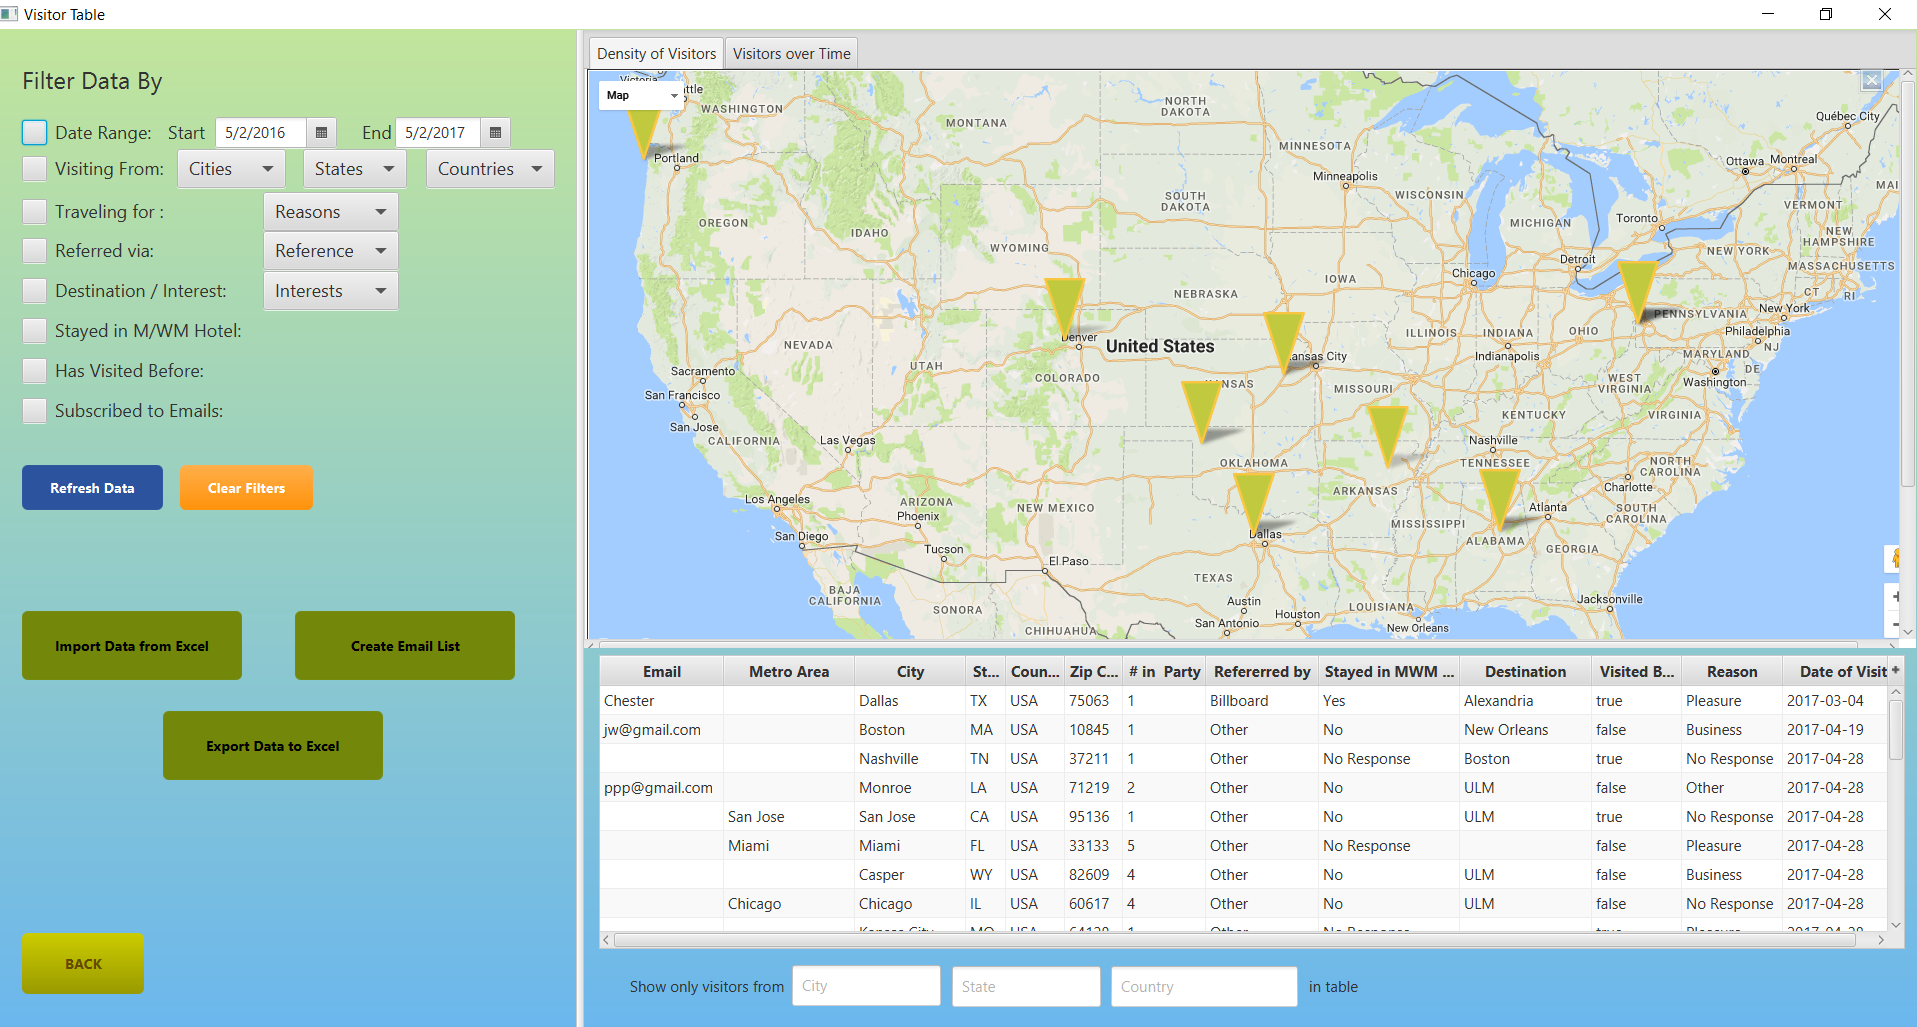 Visitor Table
Filter Data By
Date Range: Start 5/2/2016 End 5/2/2017
Visiting From: Cities States Countries
Traveling for : Reasons
Referred via: Reference
Destination / Interest: Interests
Stayed in M/WM Hotel:
Has Visited Before:
Subscribed to Emails:
Refresh Data Clear Filters
Import Data from Excel Create Email List
Export Data to Excel
BACK
Density of Visitors Visitors over Time
Map
Victoria
ttle
WASHINGTON
Portland
OREGON
IDAHO
MONTANA
NORTH
DAKOTA
SOUTH
DAKOTA
MINNESOTA
Minneapolis
WISCONSIN
MICHIGAN
Québec City
Ottawa Montreal
MAI
VERMONT
Toronto
NEW YORK
NEW
HAMPSHIRE
MASSACHUSETTS
CT RI
Detroit
Chicago
WYOMING
NEBRASKA
IOWA
Denver
United States
ansas City
ILLINOIS
INDIANA
Indianapolis
OHIO
PENNSYLVANIA
New York
Philadelphia
NJ
MARYLAND DE
WEST
VIRGINIA
Washington
NEVADA
UTAH
COLORADO
NSAS
MISSOURI
KENTUCKY
VIRGINIA
Sacramento
San Francisco
San Jose
CALIFORNIA
Las Vegas
Nashville
TENNESSEE
OKLAHOMA
NORTH
CAROLINA
Charlotte
Los Angeles
ARIZONA
Phoenix
NEW MEXICO
ARKANSAS
MISSISSIPPI
ALABAMA
Atlanta
SOUTH
CAROLINA
GEORGIA
San Diego
Tucson
El Paso
Dallas
TEXAS
Austin
San Antonio
Houston
LOUISIANA
New Orleans
Jacksonville
BAJA
CALIFORNIA
SONORA
CHIHUAHUA
Email Metro Area City St... Coun... Zip C... # in Party Refererred by Stayed in MWM ... Destination Visited B... Reason Date of Visit
Chester Dallas TX USA 75063 1 Billboard Yes Alexandria true Pleasure 2017-03-04
jw@gmail.com Boston MA USA 10845 1 Other No New Orleans false Business 2017-04-19
Nashville TN USA 37211 1 Other No Response Boston true No Response 2017-04-28
ppp@gmail.com Monroe LA USA 71219 2 Other No ULM false Other 2017-04-28
San Jose San Jose CA USA 95136 1 Other No ULM true No Response 2017-04-28
Miami Miami FL USA 33133 5 Other No Response false Pleasure 2017-04-28
Casper WY USA 82609 4 Other No ULM false Business 2017-04-28
Chicago Chicago IL USA 60617 4 Other No ULM false No Response 2017-04-28
Show only visitors from City State Country in table